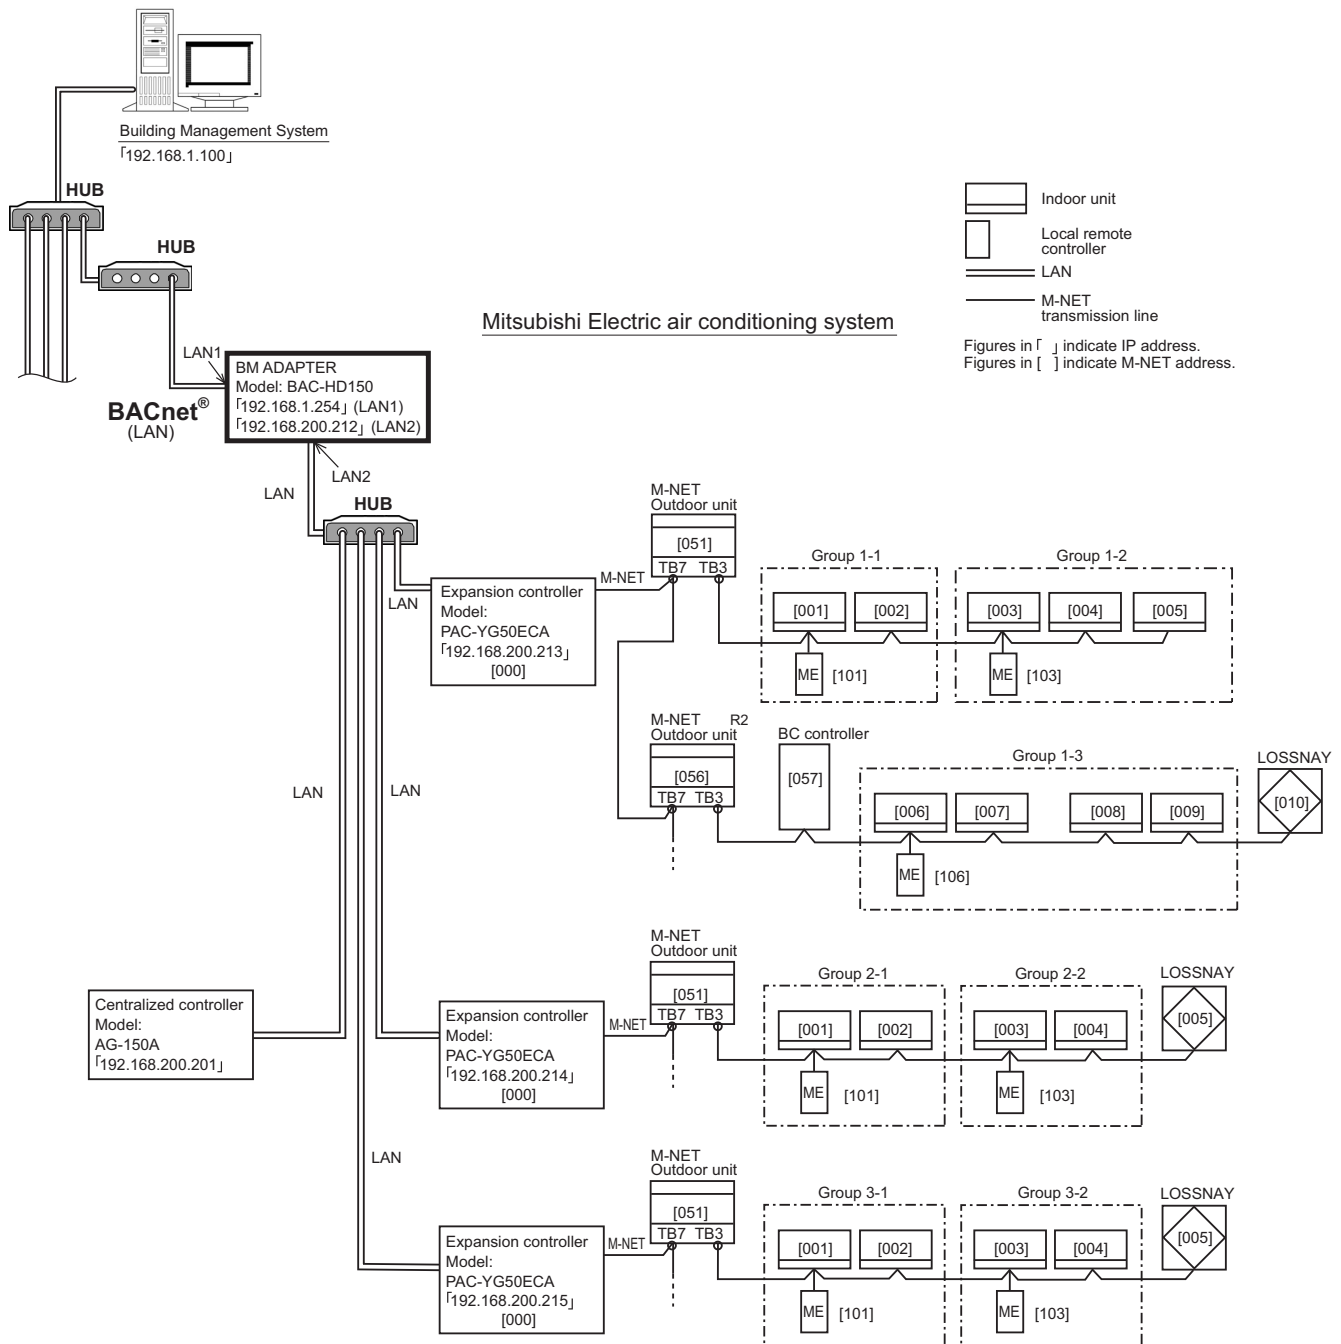 Building Management System
「192.168.1.100」
HUB
HUB
Indoor unit
Local remote
controller
LAN
M-NET
transmission line
Figures in「 」indicate IP address.
Figures in [ ] indicate M-NET address.
Mitsubishi Electric air conditioning system
LAN1
BM ADAPTER
Model: BAC-HD150
「192.168.1.254」(LAN1)
「192.168.200.212」(LAN2)
BACnet®
(LAN)
LAN2
LAN
HUB
LAN
Expansion controller
Model:
PAC-YG50ECA
「192.168.200.213」
[000]
M-NET
M-NET
Outdoor unit
[051]
TB7 TB3
Group 1-1
[001]
[002]
ME
[101]
Group 1-2
[003]
[004]
[005]
ME
[103]
M-NET R2
Outdoor unit
[056]
TB7 TB3
BC controller
[057]
Group 1-3
[006]
[007]
[008]
[009]
ME
[106]
LOSSNAY
[010]
LAN
LAN
Centralized controller
Model:
AG-150A
「192.168.200.201」
Expansion controller
Model:
PAC-YG50ECA
「192.168.200.214」
[000]
M-NET
M-NET
Outdoor unit
[051]
TB7 TB3
Group 2-1
[001]
[002]
ME
[101]
Group 2-2
[003]
[004]
ME
[103]
LOSSNAY
[005]
LAN
Expansion controller
Model:
PAC-YG50ECA
「192.168.200.215」
[000]
M-NET
M-NET
Outdoor unit
[051]
TB7 TB3
Group 3-1
[001]
[002]
ME
[101]
Group 3-2
[003]
[004]
ME
[103]
LOSSNAY
[005]